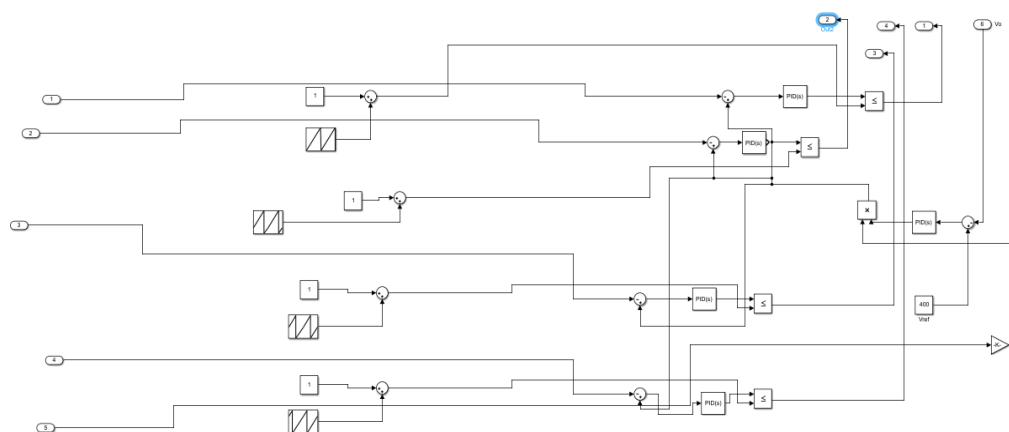 2
Out2
4
1
6
Vo
3
1
1
PID(s)
≤
2
PID(s)
≤
1
×
PID(s)
3
1
PID(s)
≤
400
Vref
-K-
4
1
PID(s)
≤
5